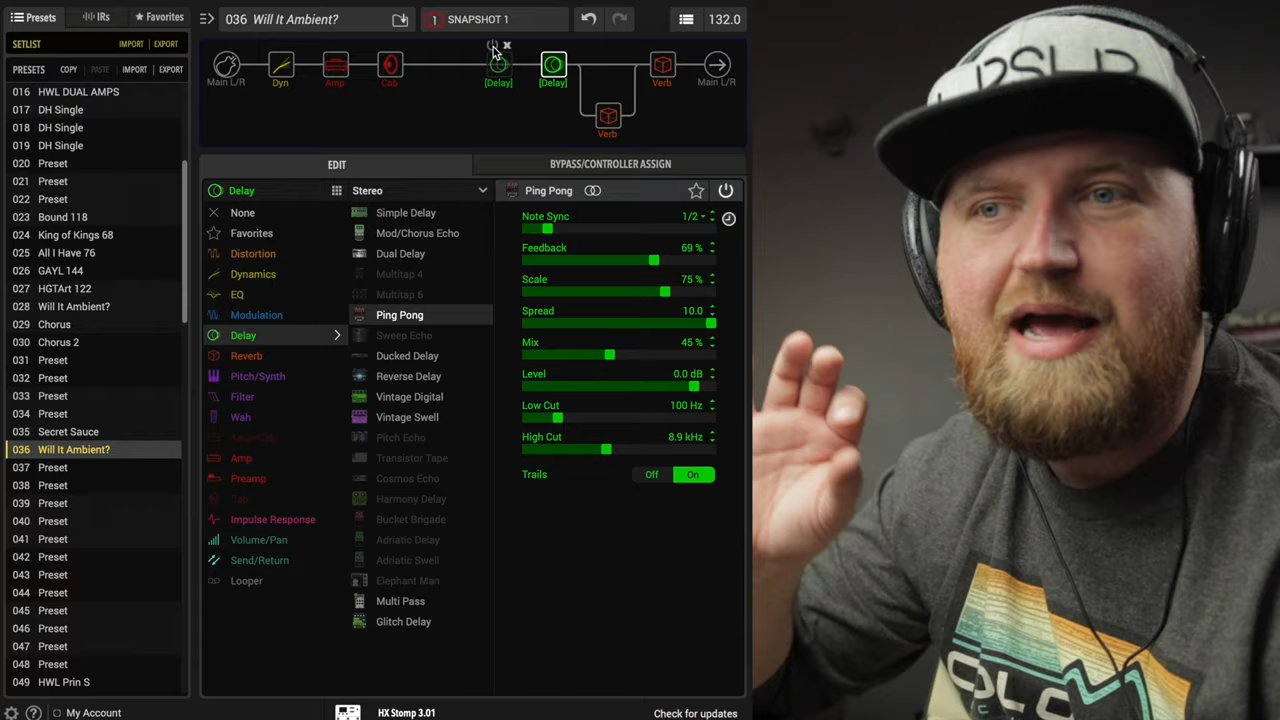 Presets
IRs
Favorites
036 Will It Ambient?
1 SNAPSHOT 1
132.0
SETLIST
IMPORT | EXPORT
PRESETS
COPY
PASTE
IMPORT | EXPORT
016 HWL DUAL AMPS
017 DH Single
018 DH Single
019 DH Single
020 Preset
021 Preset
022 Preset
023 Bound 118
024 King of Kings 68
025 All I Have 76
026 GAYL 144
027 HGTArt 122
028 Will It Ambient?
029 Chorus
030 Chorus 2
031 Preset
032 Preset
033 Preset
034 Preset
035 Secret Sauce
036 Will It Ambient?
037 Preset
038 Preset
039 Preset
040 Preset
041 Preset
042 Preset
043 Preset
044 Preset
045 Preset
046 Preset
047 Preset
048 Preset
049 HWL Prin S
My Account
Main L/R
Dyn
Amp
Cab
[Delay]
[Delay]
Verb
Main L/R
Verb
EDIT
BYPASS/CONTROLLER ASSIGN
Delay
None
Favorites
Distortion
Dynamics
EQ
Modulation
Delay
Reverb
Pitch/Synth
Filter
Wah
Amp+Cab
Amp
Preamp
Cab
Impulse Response
Volume/Pan
Send/Return
Looper
Stereo
Simple Delay
Mod/Chorus Echo
Dual Delay
Multitap 4
Multitap 6
Ping Pong
Sweep Echo
Ducked Delay
Reverse Delay
Vintage Digital
Vintage Swell
Pitch Echo
Transistor Tape
Cosmos Echo
Harmony Delay
Bucket Brigade
Adriatic Delay
Adriatic Swell
Elephant Man
Multi Pass
Glitch Delay
Ping Pong
Note Sync 1/2
Feedback 69 %
Scale 75 %
Spread 10.0
Mix 45 %
Level 0.0 dB
Low Cut 100 Hz
High Cut 8.9 kHz
Trails Off On
HX Stomp 3.01
Check for updates